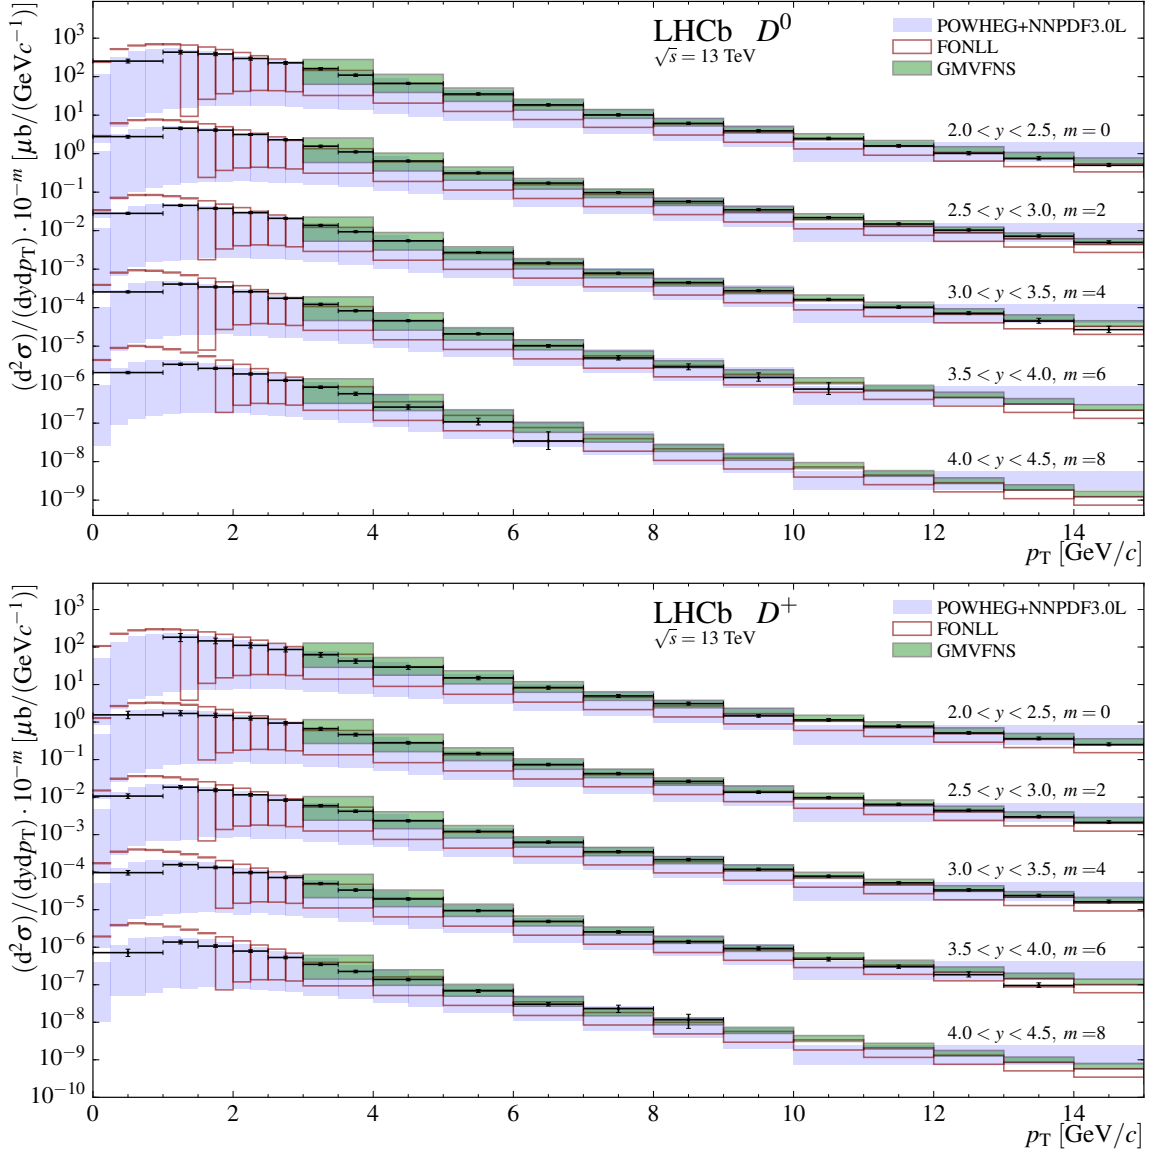 LHCb D⁰
√s = 13 TeV
POWHEG+NNPDF3.0L
FONLL
GMVFNS
(d²σ)/(dydp_T) · 10⁻ᵐ [μb/(GeVc⁻¹)]
10³
10²
10¹
10⁰
10⁻¹
10⁻²
10⁻³
10⁻⁴
10⁻⁵
10⁻⁶
10⁻⁷
10⁻⁸
10⁻⁹
2.0 < y < 2.5, m = 0
2.5 < y < 3.0, m = 2
3.0 < y < 3.5, m = 4
3.5 < y < 4.0, m = 6
4.0 < y < 4.5, m = 8
0 2 4 6 8 10 12 14
p_T [GeV/c]
LHCb D⁺
√s = 13 TeV
POWHEG+NNPDF3.0L
FONLL
GMVFNS
(d²σ)/(dydp_T) · 10⁻ᵐ [μb/(GeVc⁻¹)]
10³
10²
10¹
10⁰
10⁻¹
10⁻²
10⁻³
10⁻⁴
10⁻⁵
10⁻⁶
10⁻⁷
10⁻⁸
10⁻⁹
10⁻¹⁰
2.0 < y < 2.5, m = 0
2.5 < y < 3.0, m = 2
3.0 < y < 3.5, m = 4
3.5 < y < 4.0, m = 6
4.0 < y < 4.5, m = 8
0 2 4 6 8 10 12 14
p_T [GeV/c]